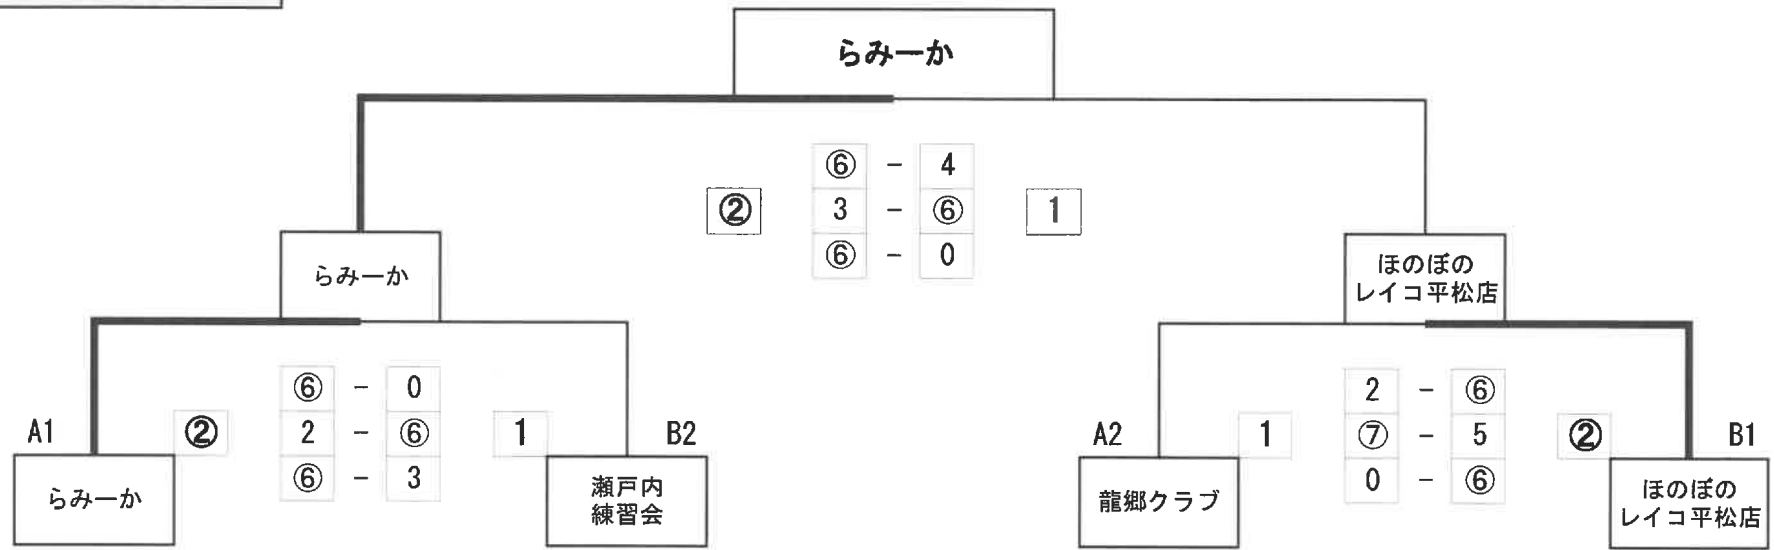 らみーか
⑥ - 4
② 3 - ⑥ 1
⑥ - 0
らみーか
ほのぼの
レイコ平松店
⑥ - 0
A1 ② 2 - ⑥ 1 B2
⑥ - 3
らみーか
瀬戸内
練習会
2 - ⑥
A2 1 ⑦ - 5 ② B1
0 - ⑥
龍郷クラブ
ほのぼの
レイコ平松店